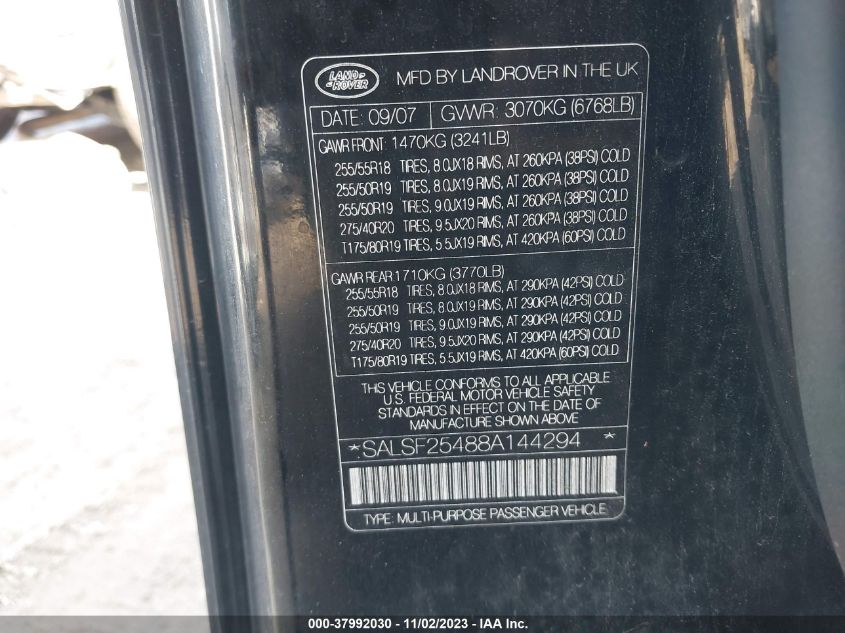 LAND ROVER
MFD BY LANDROVER IN THE UK
DATE: 09/07 GVWR: 3070KG (6768LB)
GAWR FRONT: 1470KG (3241LB)
255/55R18 TIRES, 8.0JX18 RIMS, AT 260KPA (38PSI) COLD
255/50R19 TIRES, 8.0JX19 RIMS, AT 260KPA (38PSI) COLD
255/50R19 TIRES, 9.0JX19 RIMS, AT 260KPA (38PSI) COLD
275/40R20 TIRES, 9.5JX20 RIMS, AT 260KPA (38PSI) COLD
T175/80R19 TIRES, 5.5JX19 RIMS, AT 420KPA (60PSI) COLD
GAWR REAR 1710KG (3770LB)
255/55R18 TIRES, 8.0JX18 RIMS, AT 290KPA (42PSI) COLD
255/50R19 TIRES, 8.0JX19 RIMS, AT 290KPA (42PSI) COLD
255/50R19 TIRES, 9.0JX19 RIMS, AT 290KPA (42PSI) COLD
275/40R20 TIRES, 9.5JX20 RIMS, AT 290KPA (42PSI) COLD
T175/80R19 TIRES, 5.5JX19 RIMS, AT 420KPA (60PSI) COLD
THIS VEHICLE CONFORMS TO ALL APPLICABLE
U.S. FEDERAL MOTOR VEHICLE SAFETY
STANDARDS IN EFFECT ON THE DATE OF
MANUFACTURE SHOWN ABOVE
*SALSF25488A144294 *
TYPE: MULTI-PURPOSE PASSENGER VEHICLE
000-37992030 - 11/02/2023 - IAA Inc.